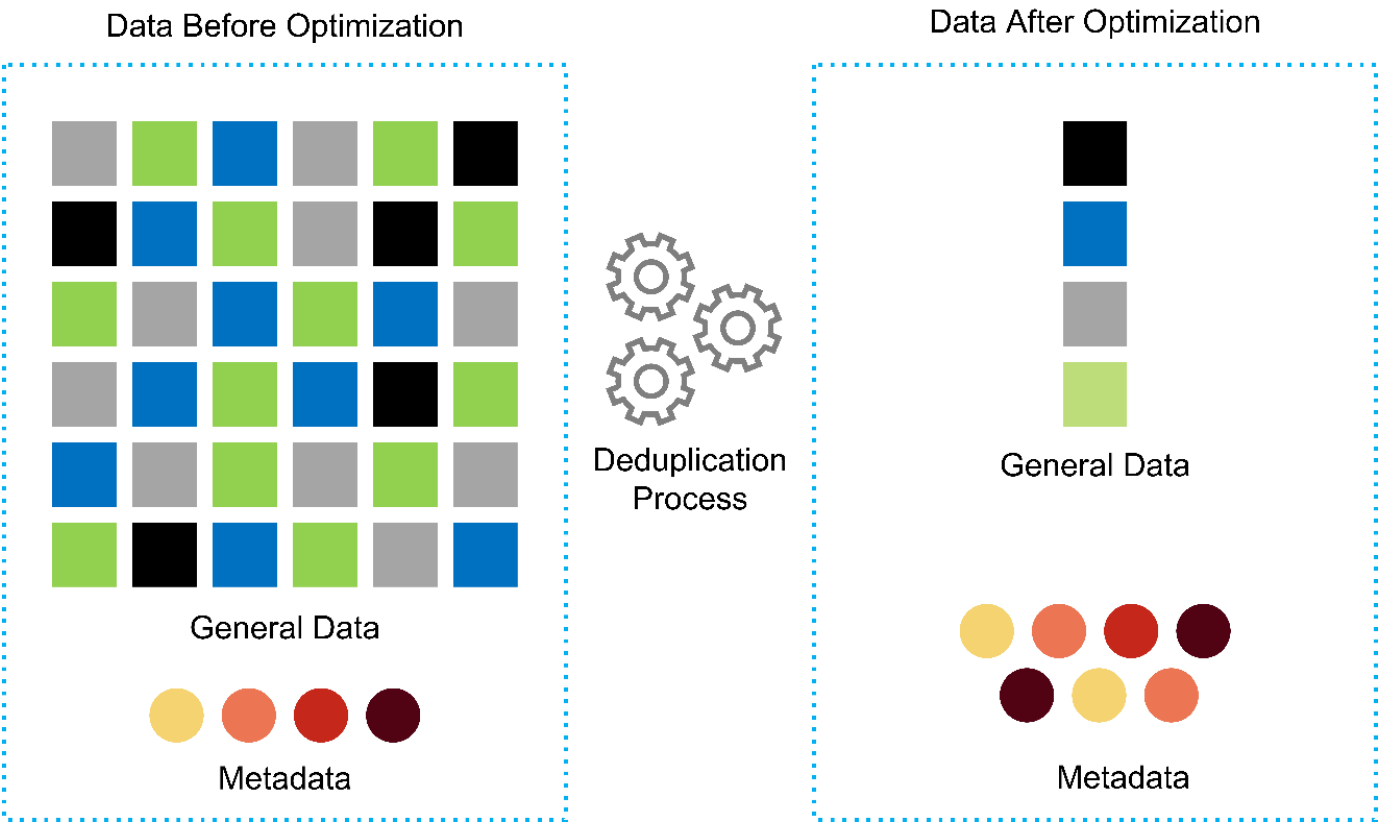 Data Before Optimization
Data After Optimization
Deduplication
Process
General Data
General Data
Metadata
Metadata